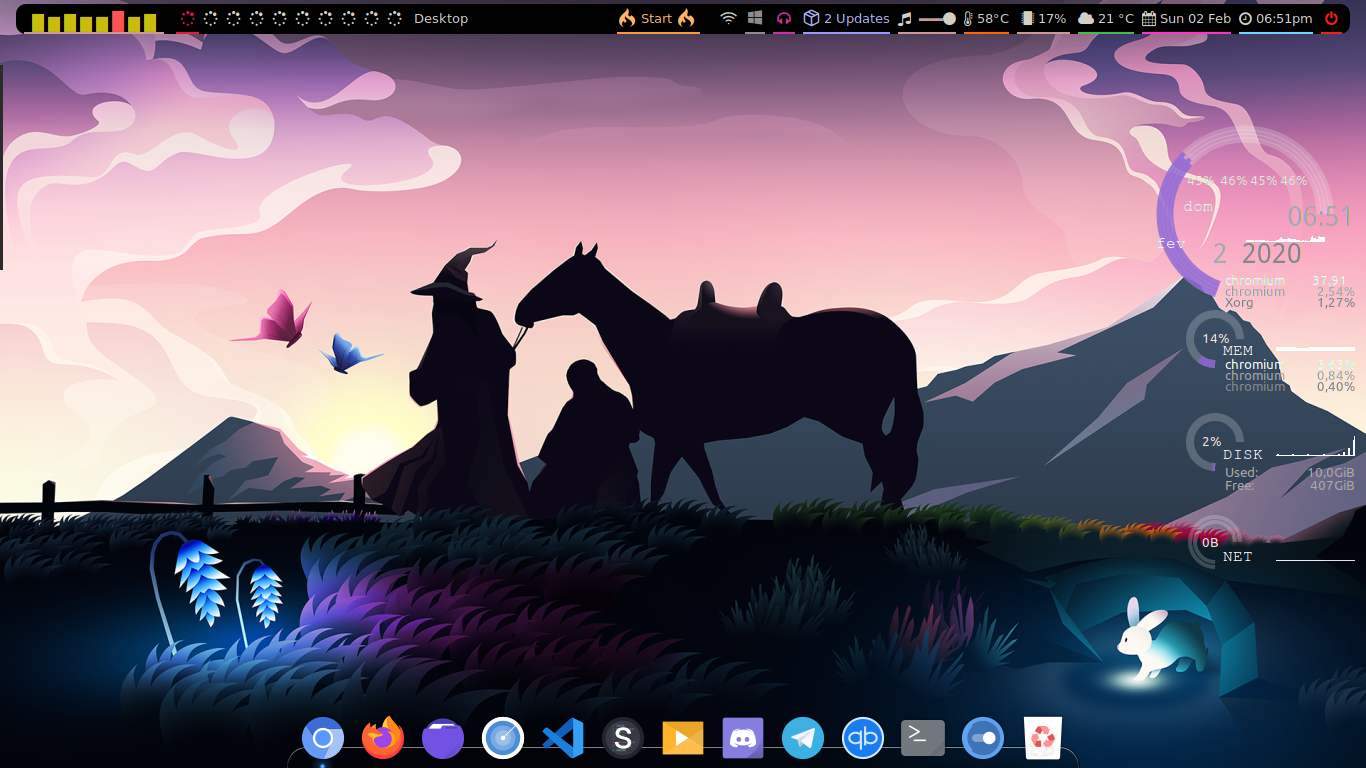 Desktop
Start
2 Updates
58°C
17%
21 °C
Sun 02 Feb
06:51pm
45% 46% 45% 46%
dom
06:51
fev
2 2020
chromium 37,91
chromium 2,54%
Xorg 1,27%
14%
MEM
chromium
chromium 0,84%
chromium 0,40%
2%
DISK
Used: 10,0GiB
Free: 407GiB
0B
NET
S
qb
>_